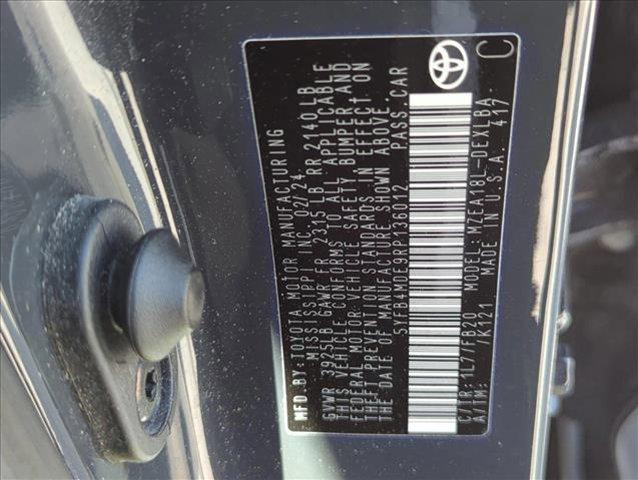 MFD. BY: TOYOTA MOTOR MANUFACTURING
MISSISSIPPI INC. 02/24
GVWR 3925LB GAWR FR 2315 LB RR 2140LB
THIS VEHICLE CONFORMS TO ALL APPLICABLE
FEDERAL MOTOR VEHICLE SAFETY BUMPER AND
THEFT PREVENTION STANDARDS IN EFFECT ON
THE DATE OF MANUFACTURE SHOWN ABOVE.
5YFB4MDE9RP136012 PASS. CAR
C/TR: 1L7/FB20 MODEL: MZEA18L-DEXLBA
A/TM: /K121 MADE IN U.S.A. 417
C